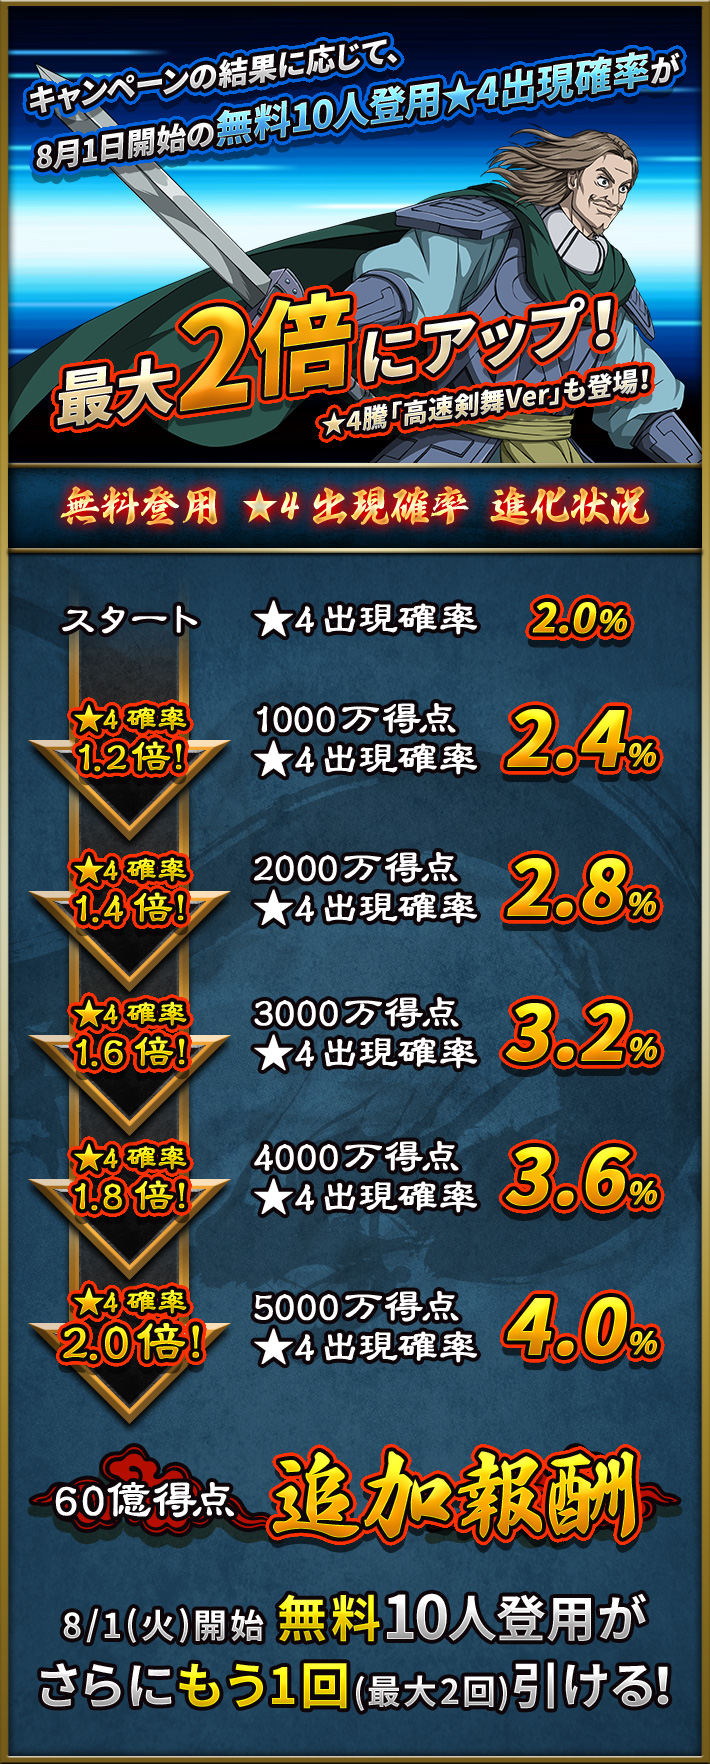 キャンペーンの結果に応じて、
8月1日開始の無料10人登用★4出現確率が
最大2倍にアップ!
★4騰「高速剣舞Ver」も登場!
無料登用 ★4出現確率 進化状況
スタート ★4出現確率 2.0%
★4確率
1.2倍!
1000万得点
★4出現確率
2.4%
★4確率
1.4倍!
2000万得点
★4出現確率
2.8%
★4確率
1.6倍!
3000万得点
★4出現確率
3.2%
★4確率
1.8倍!
4000万得点
★4出現確率
3.6%
★4確率
2.0倍!
5000万得点
★4出現確率
4.0%
60億得点 追加報酬
8/1(火)開始 無料10人登用が
さらにもう1回(最大2回)引ける!